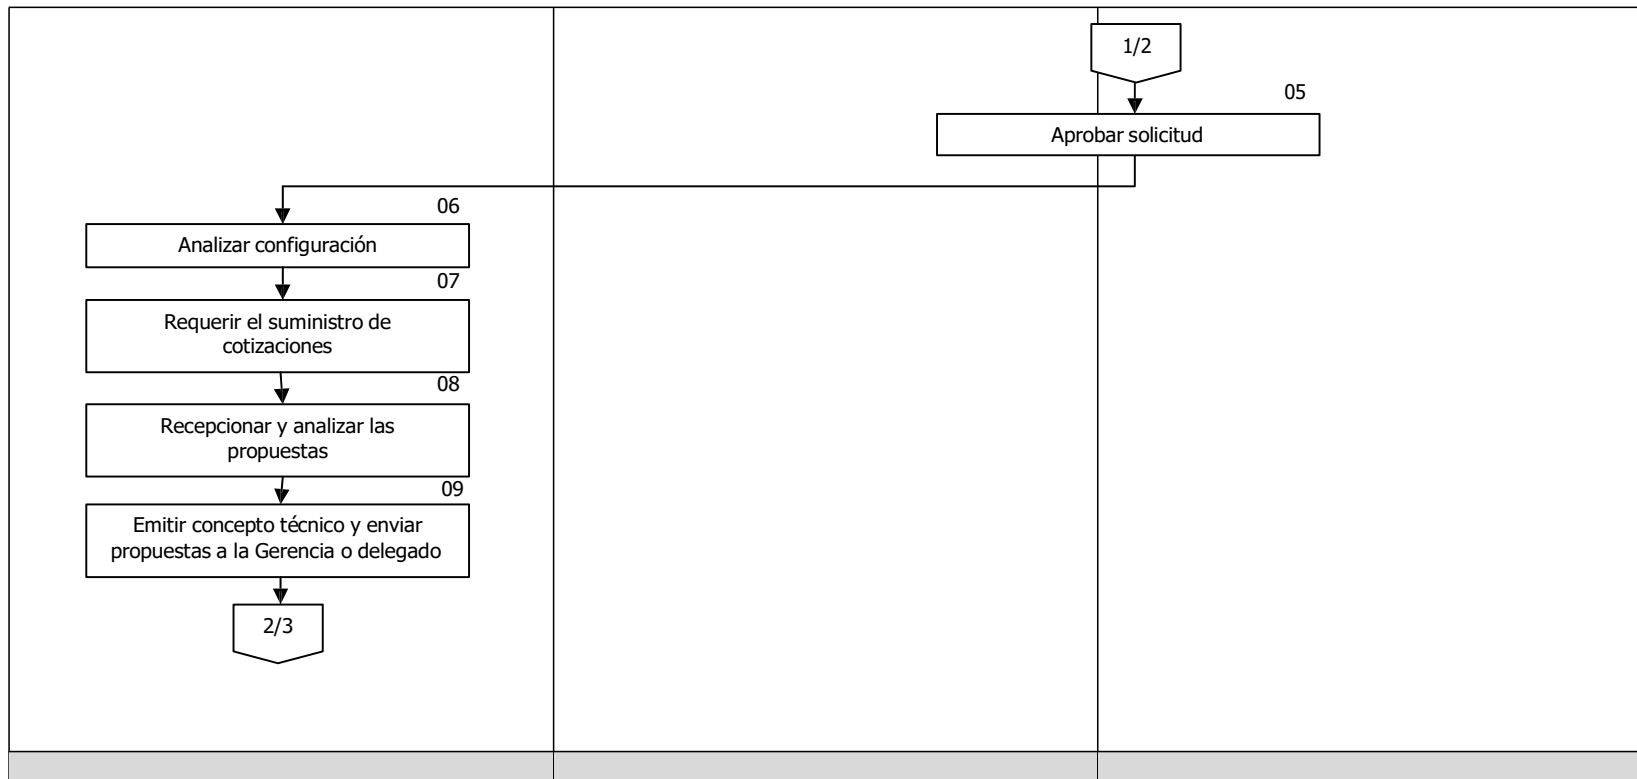 1/2
05
Aprobar solicitud
06
Analizar configuración
07
Requerir el suministro de
cotizaciones
08
Recepcionar y analizar las
propuestas
09
Emitir concepto técnico y enviar
propuestas a la Gerencia o delegado
2/3